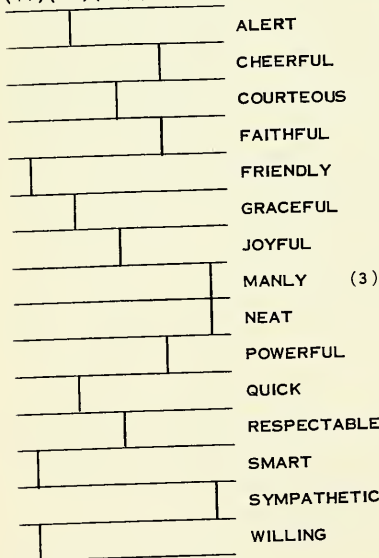 ALERT
CHEERFUL
COURTEOUS
FAITHFUL
FRIENDLY
GRACEFUL
JOYFUL
MANLY (3)
NEAT
POWERFUL
QUICK
RESPECTABLE
SMART
SYMPATHETIC
WILLING